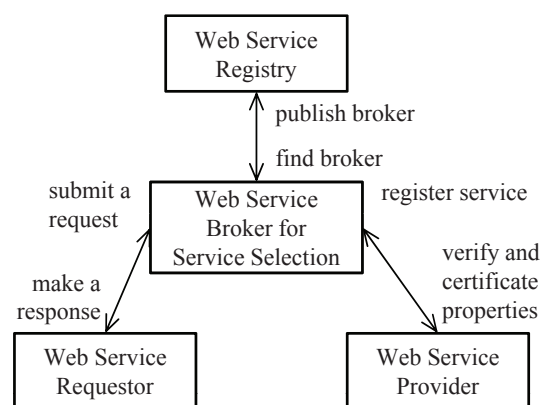 Web Service
Registry
publish broker
find broker
submit a
request
Web Service
Broker for
Service Selection
register service
make a
response
verify and
certificate
properties
Web Service
Requestor
Web Service
Provider